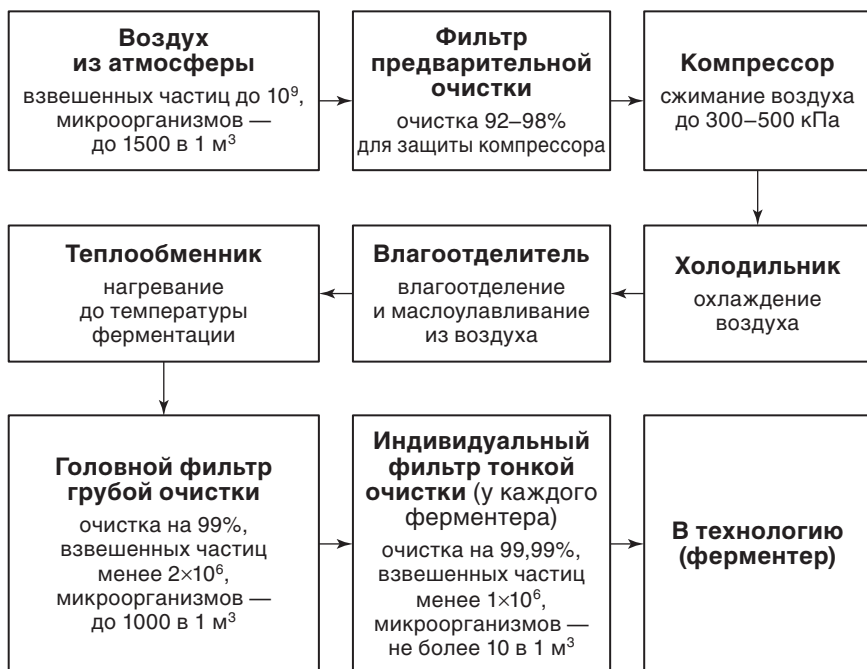 Воздух
из атмосферы
взвешенных частиц до 10⁹,
микроорганизмов —
до 1500 в 1 м³
Фильтр
предварительной
очистки
очистка 92–98%
для защиты компрессора
Компрессор
сжимание воздуха
до 300–500 кПа
Теплообменник
нагревание
до температуры
ферментации
Влагоотделитель
влагоотделение
и маслоулавливание
из воздуха
Холодильник
охлаждение
воздуха
Головной фильтр
грубой очистки
очистка на 99%,
взвешенных частиц
менее 2×10⁶,
микроорганизмов —
до 1000 в 1 м³
Индивидуальный
фильтр тонкой
очистки (у каждого
ферментера)
очистка на 99,99%,
взвешенных частиц
менее 1×10⁶,
микроорганизмов —
не более 10 в 1 м³
В технологию
(ферментер)